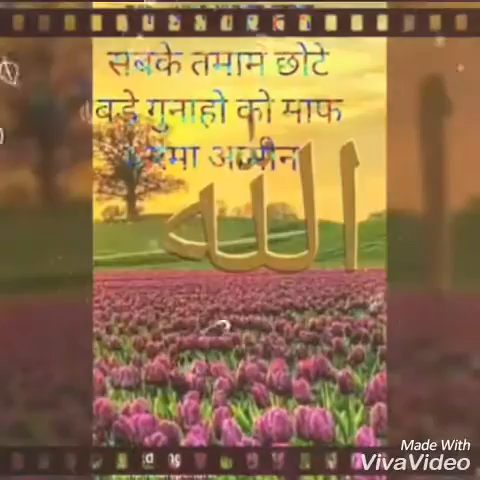 सबके तमाम छोटे
बड़े गुनाहो को माफ
आमीन
الله
Made With
VivaVideo